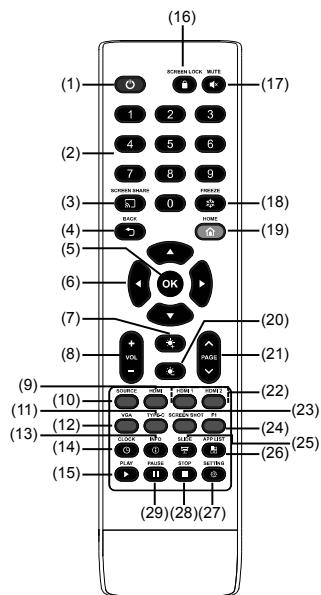 (16)
SCREEN LOCK MUTE
(1) (17)
1 2 3
(2) 4 5 6
7 8 9
SCREEN SHARE FREEZE
(3) 0 (18)
BACK HOME
(4) (19)
(5)
(6) OK
(7) (20)
(8) + VOL − PAGE (21)
(9) (22)
SOURCE HDMI HDMI 1 HDMI 2
(10)
(11) (23)
VGA TYPE-C SCREEN SHOT F1
(12) (24)
(13) (25)
CLOCK INFO SLIDE APP LIST
(14) (26)
PLAY PAUSE STOP SETTING
(15)
(29) (28) (27)